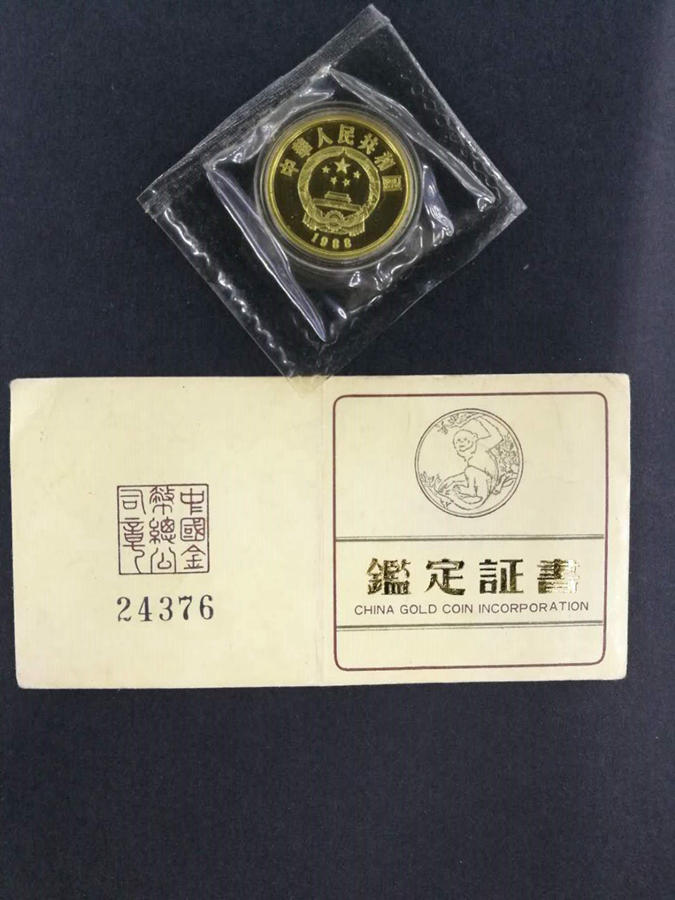 中華人民共和國
1988
中國金
幣總公
司章
24376
鑑定証書
CHINA GOLD COIN INCORPORATION